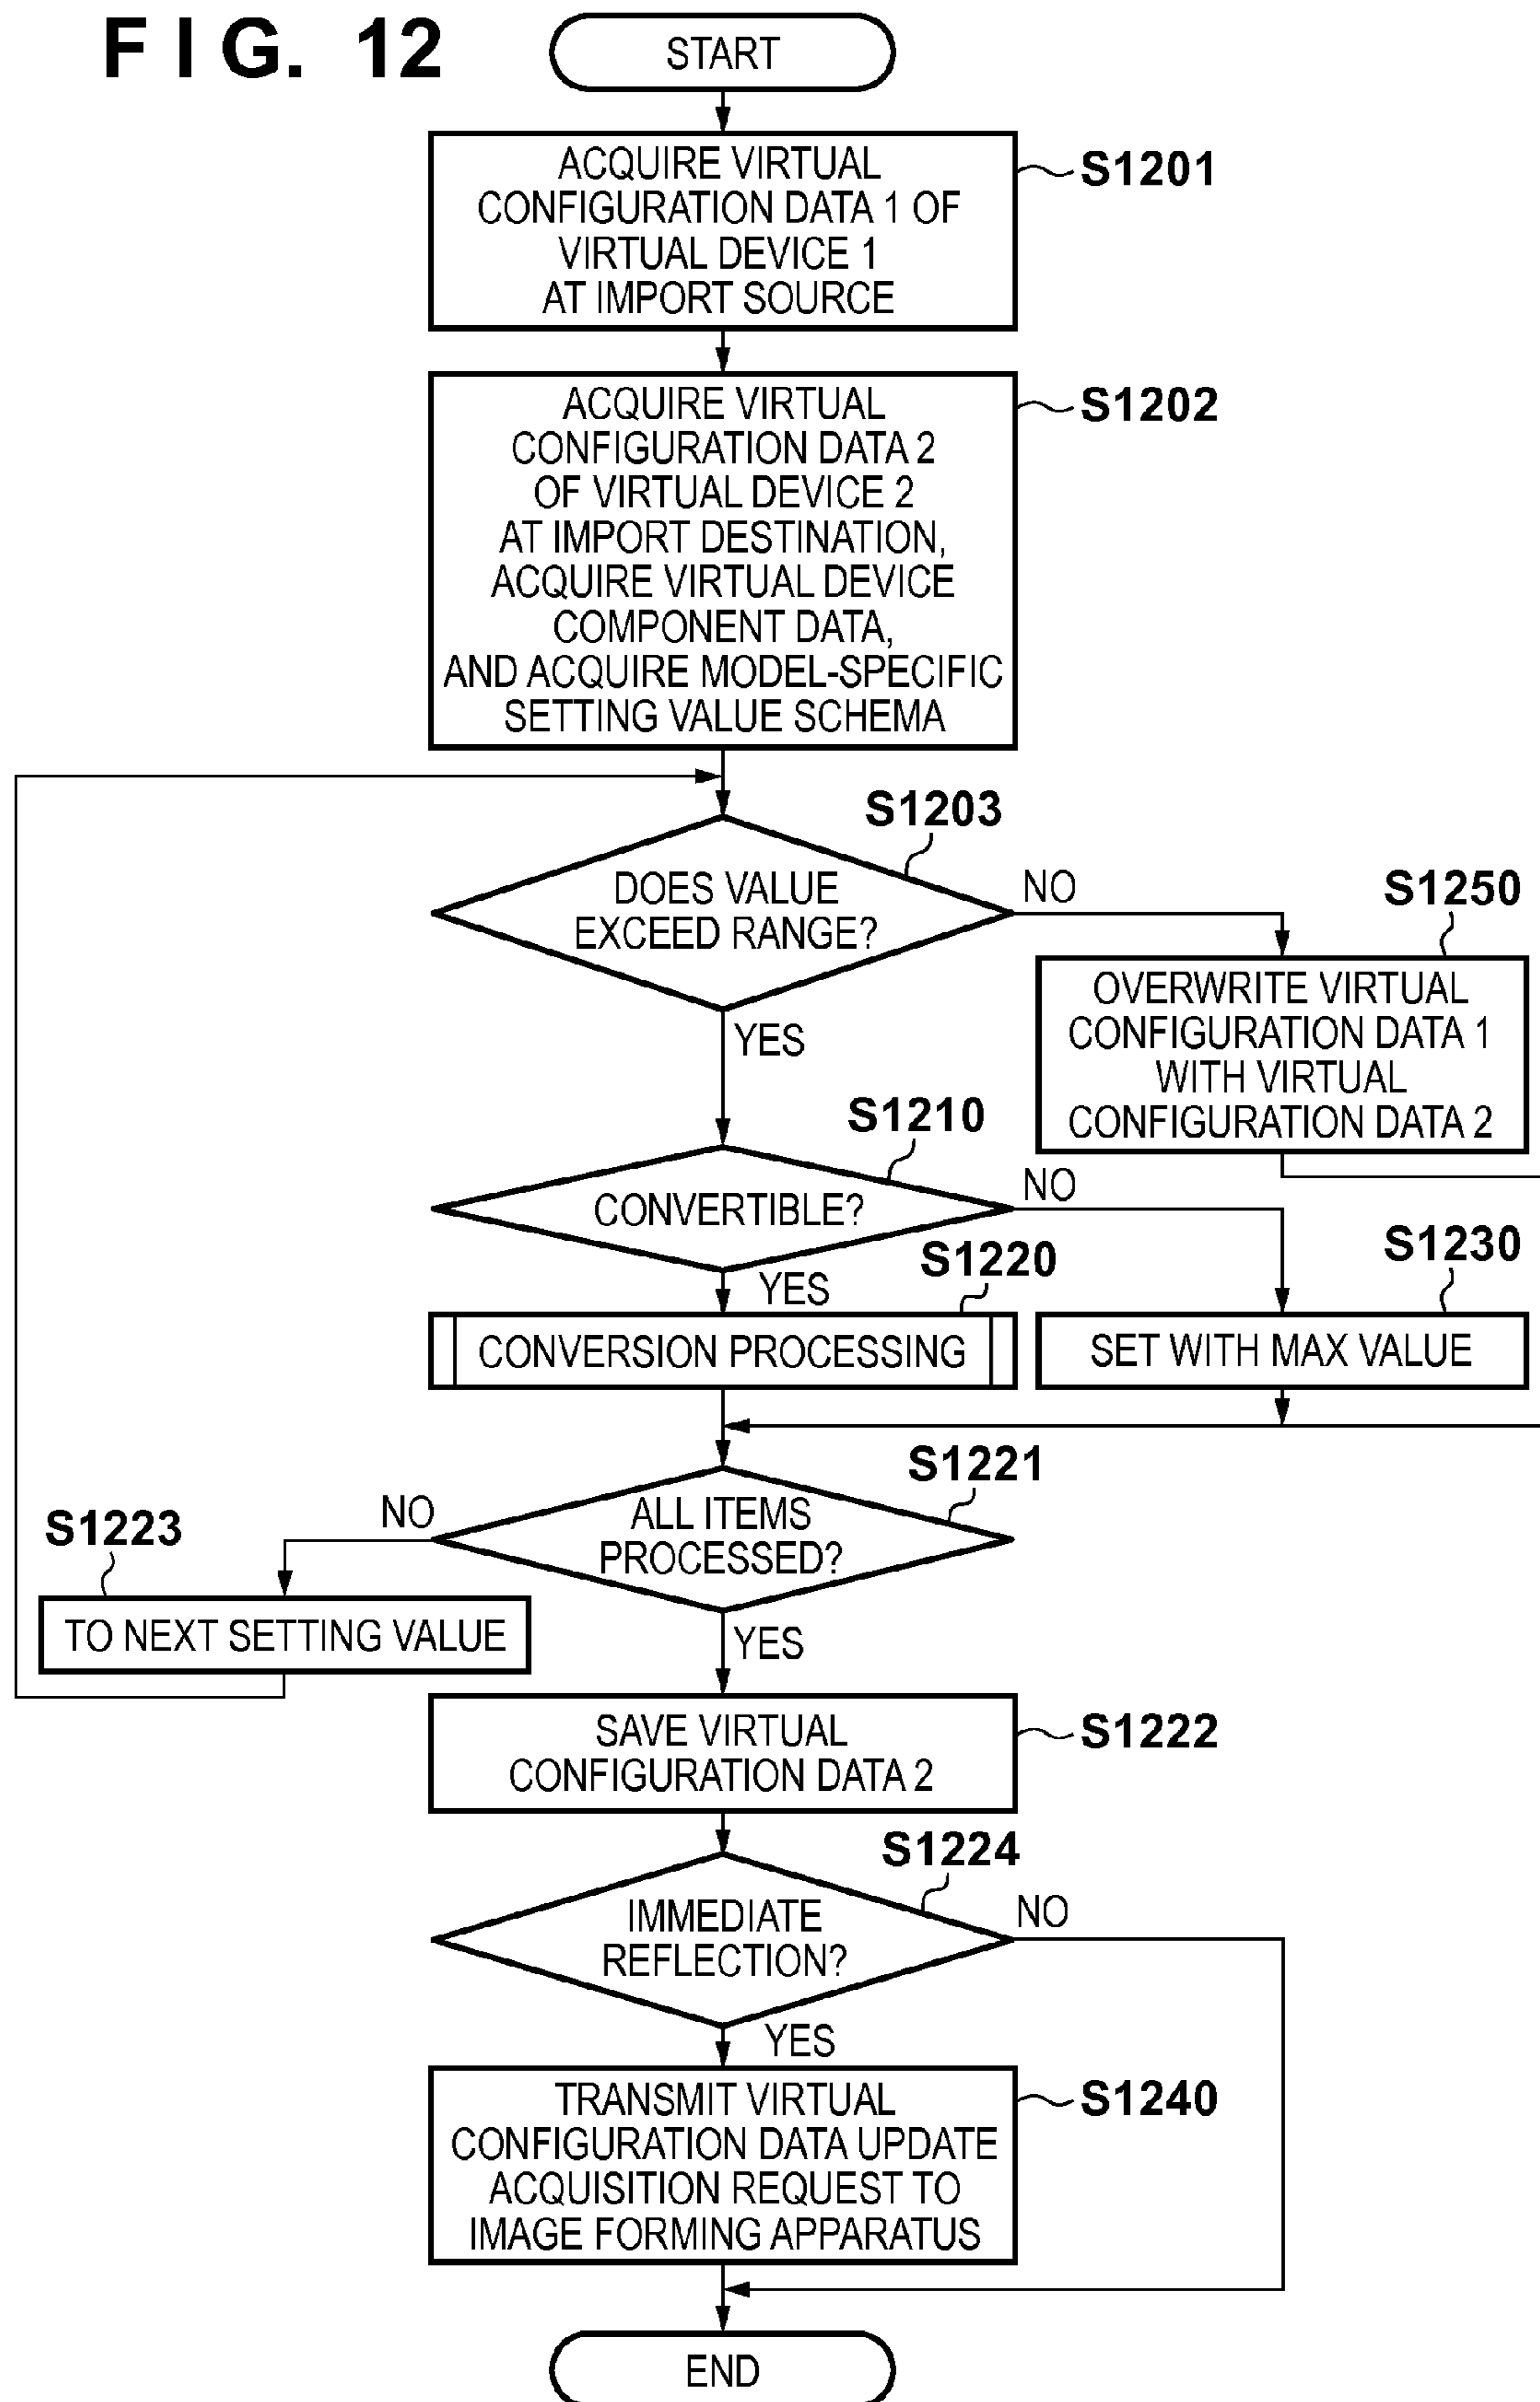 FIG. 12
START
ACQUIRE VIRTUAL
CONFIGURATION DATA 1 OF
VIRTUAL DEVICE 1
AT IMPORT SOURCE
S1201
ACQUIRE VIRTUAL
CONFIGURATION DATA 2
OF VIRTUAL DEVICE 2
AT IMPORT DESTINATION,
ACQUIRE VIRTUAL DEVICE
COMPONENT DATA,
AND ACQUIRE MODEL-SPECIFIC
SETTING VALUE SCHEMA
S1202
S1203
DOES VALUE
EXCEED RANGE?
NO
YES
S1250
OVERWRITE VIRTUAL
CONFIGURATION DATA 1
WITH VIRTUAL
CONFIGURATION DATA 2
S1210
CONVERTIBLE?
NO
YES
S1220
CONVERSION PROCESSING
S1230
SET WITH MAX VALUE
S1221
ALL ITEMS
PROCESSED?
NO
YES
S1223
TO NEXT SETTING VALUE
SAVE VIRTUAL
CONFIGURATION DATA 2
S1222
S1224
IMMEDIATE
REFLECTION?
NO
YES
TRANSMIT VIRTUAL
CONFIGURATION DATA UPDATE
ACQUISITION REQUEST TO
IMAGE FORMING APPARATUS
S1240
END